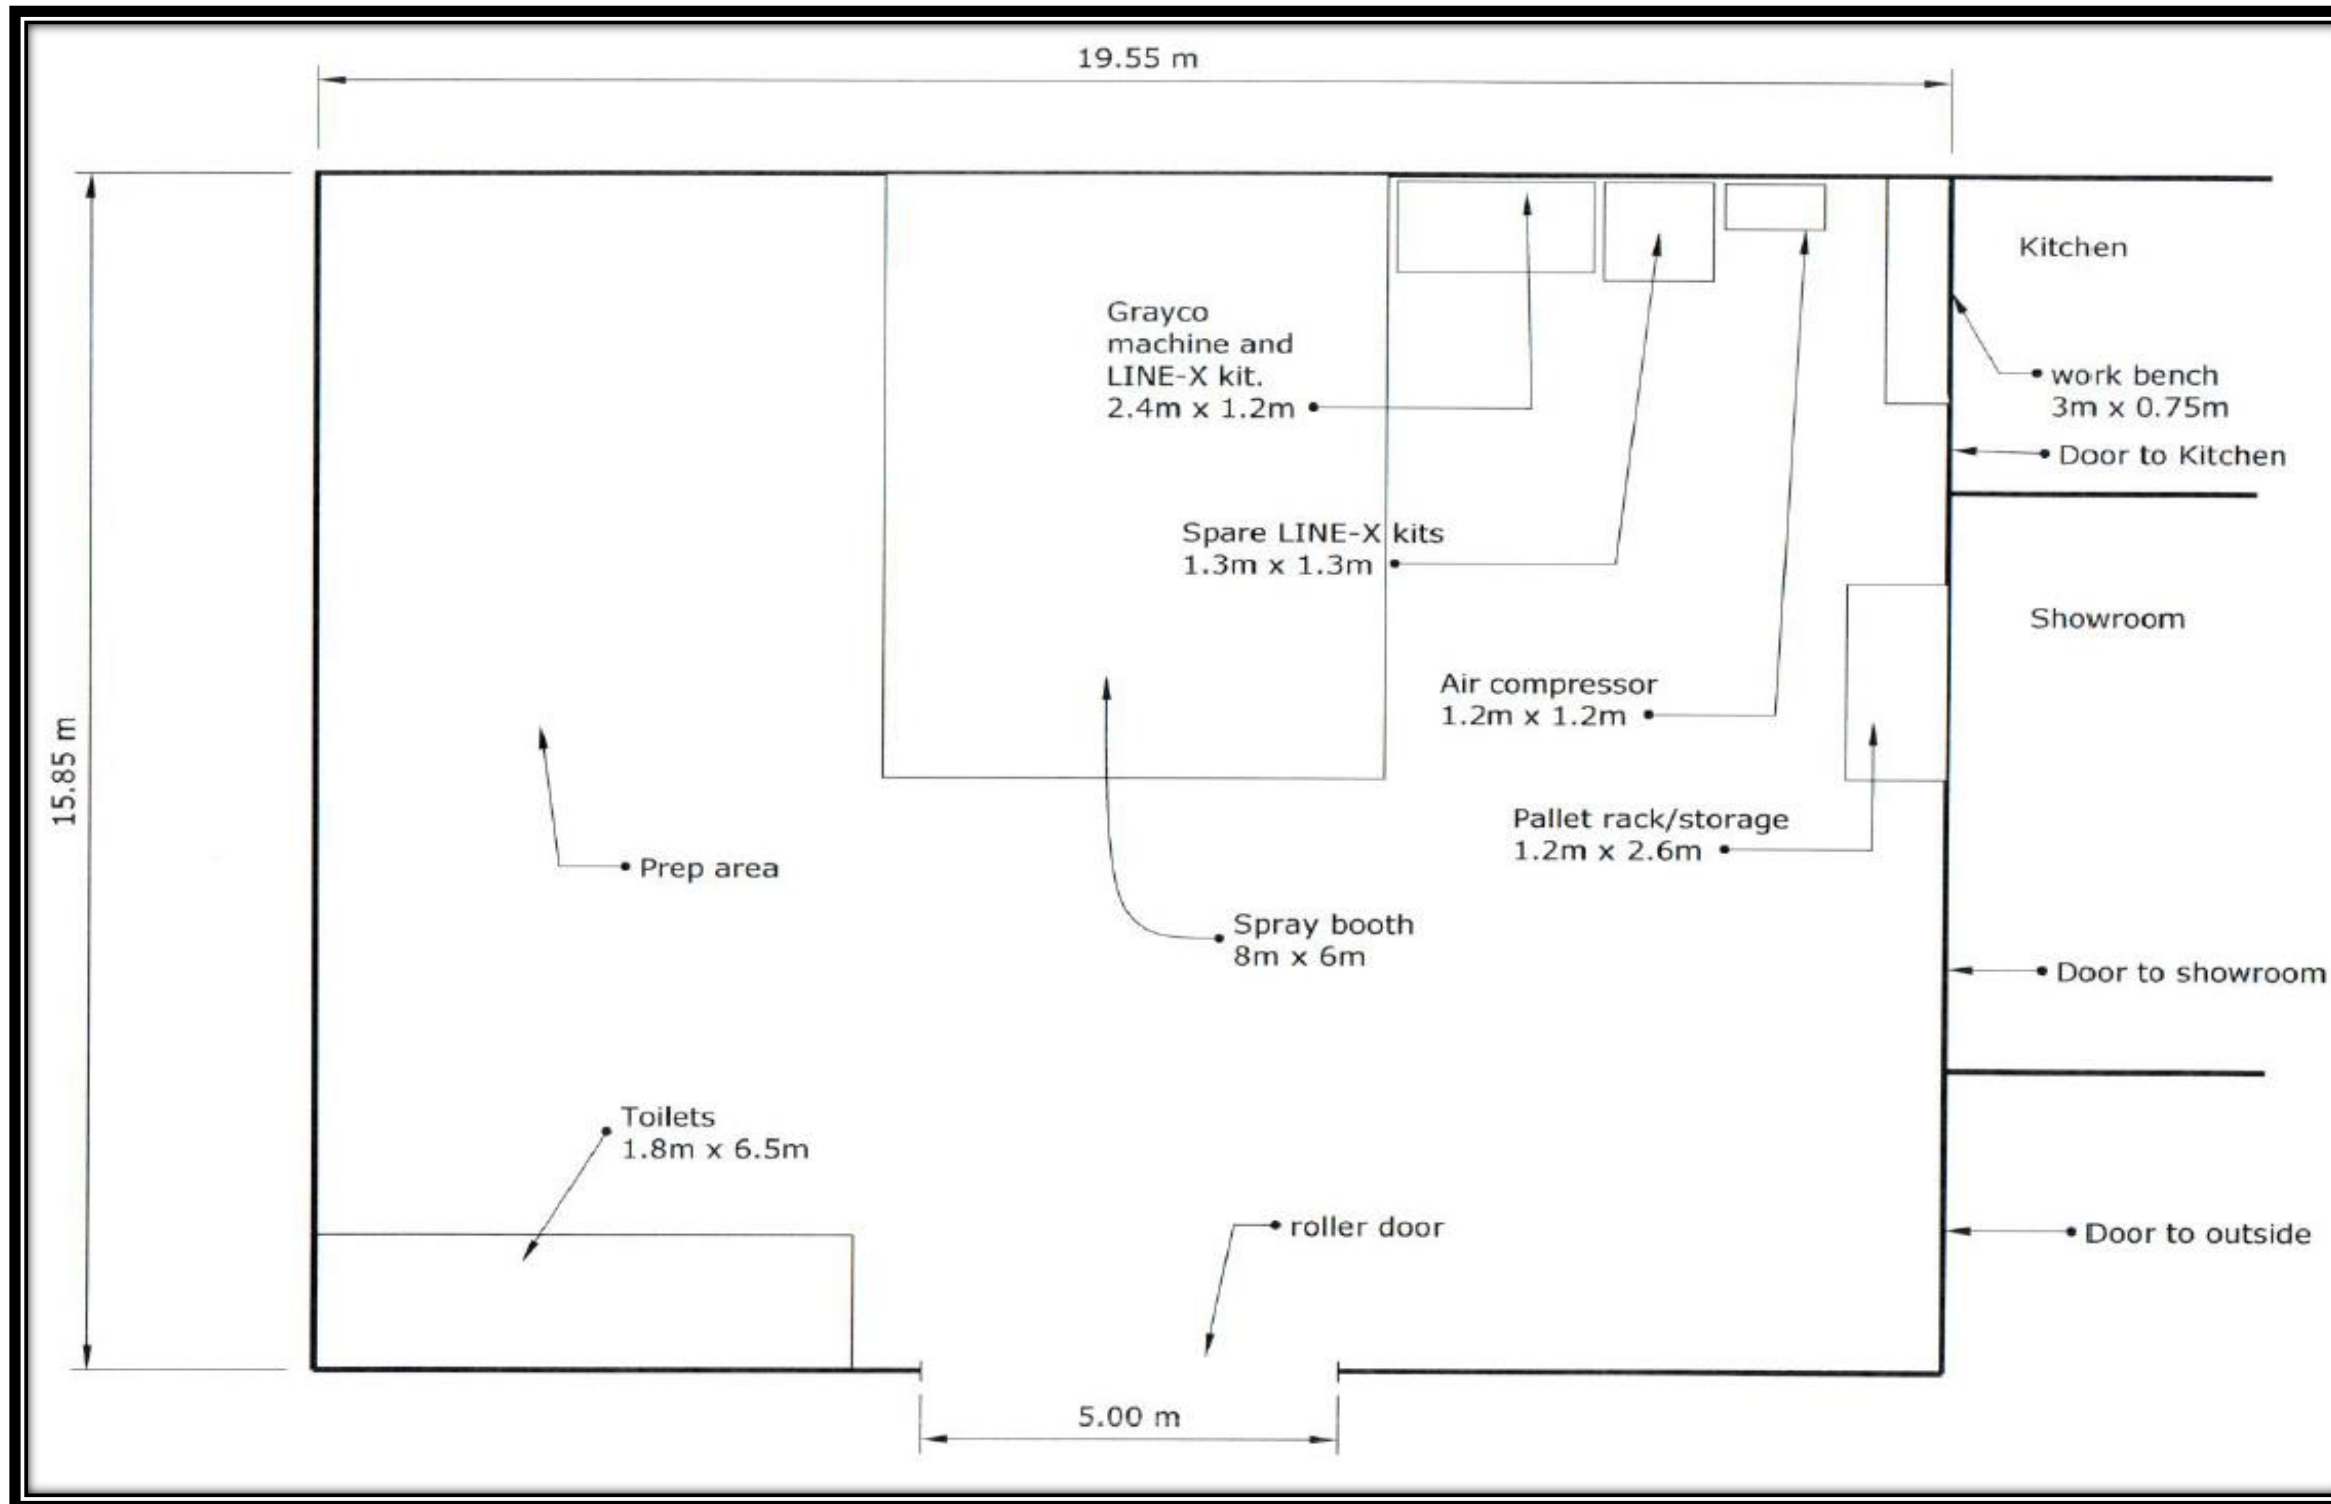 19.55 m
Kitchen
Grayco
machine and
LINE-X kit.
2.4m x 1.2m
work bench
3m x 0.75m
Door to Kitchen
Spare LINE-X kits
1.3m x 1.3m
Showroom
Air compressor
1.2m x 1.2m
15.85 m
Pallet rack/storage
1.2m x 2.6m
Prep area
Spray booth
8m x 6m
Door to showroom
Toilets
1.8m x 6.5m
roller door
Door to outside
5.00 m